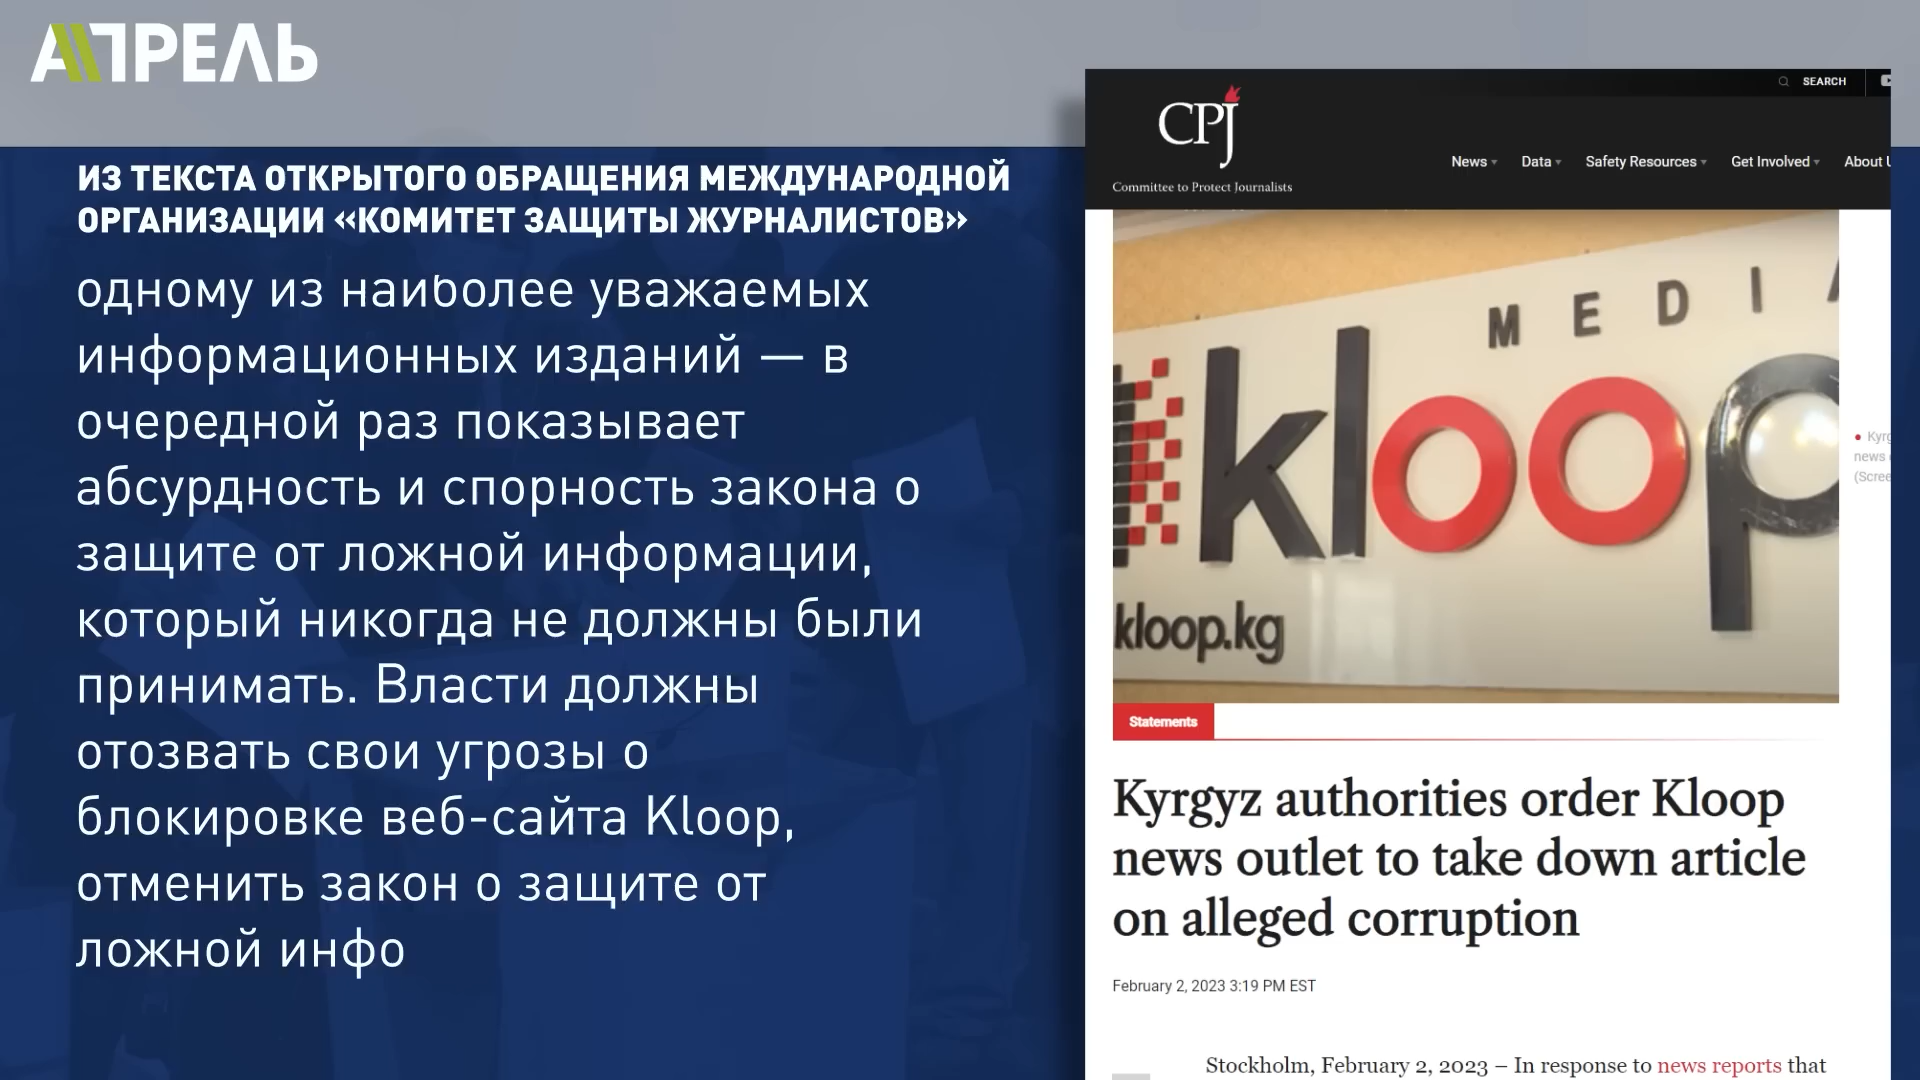 АПРЕЛЬ
ИЗ ТЕКСТА ОТКРЫТОГО ОБРАЩЕНИЯ МЕЖДУНАРОДНОЙ
ОРГАНИЗАЦИИ «КОМИТЕТ ЗАЩИТЫ ЖУРНАЛИСТОВ»
одному из наиболее уважаемых
информационных изданий — в
очередной раз показывает
абсурдность и спорность закона о
защите от ложной информации,
который никогда не должны были
принимать. Власти должны
отозвать свои угрозы о
блокировке веб-сайта Kloop,
отменить закон о защите от
ложной инфо
SEARCH
CPJ
Committee to Protect Journalists
News Data Safety Resources Get Involved About
MEDIA
kloop
kloop.kg
Kyrg
news
(Scree
Statements
Kyrgyz authorities order Kloop
news outlet to take down article
on alleged corruption
February 2, 2023 3:19 PM EST
Stockholm, February 2, 2023 – In response to news reports that